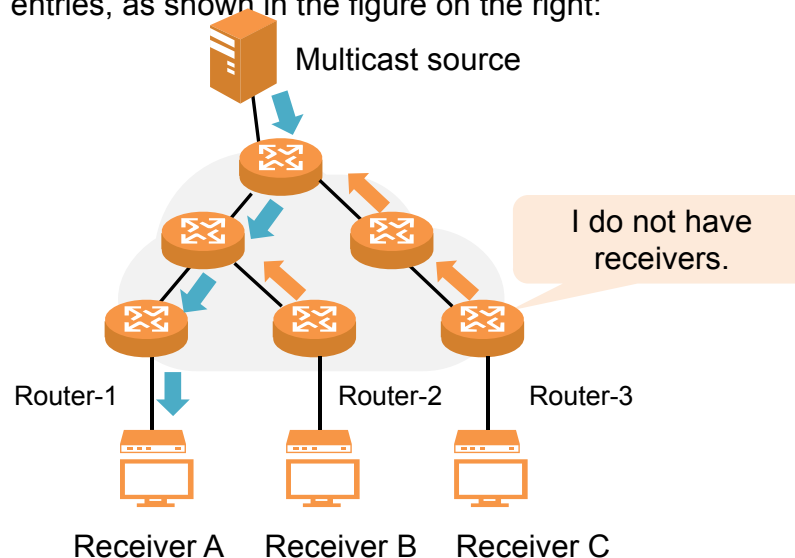 entries, as shown in the figure on the right:
Multicast source
I do not have
receivers.
Router-1
Router-2
Router-3
Receiver A
Receiver B
Receiver C